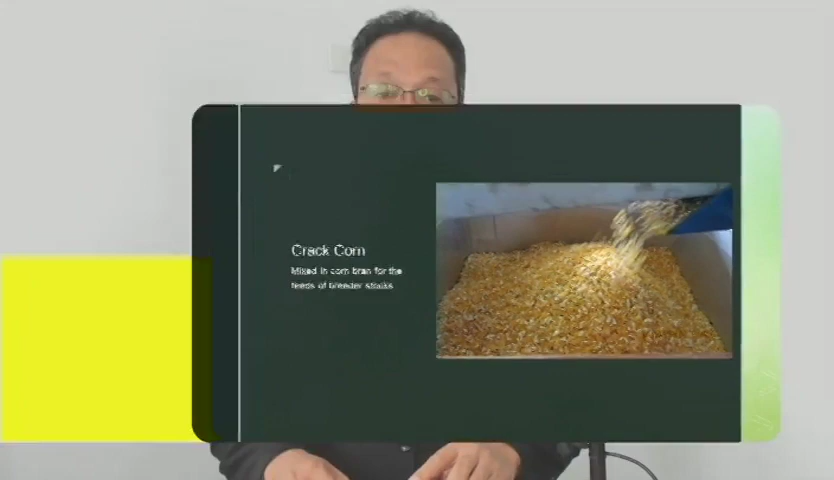 Crack Corn
Mixed in corn bran for the
feeds of breeder stocks